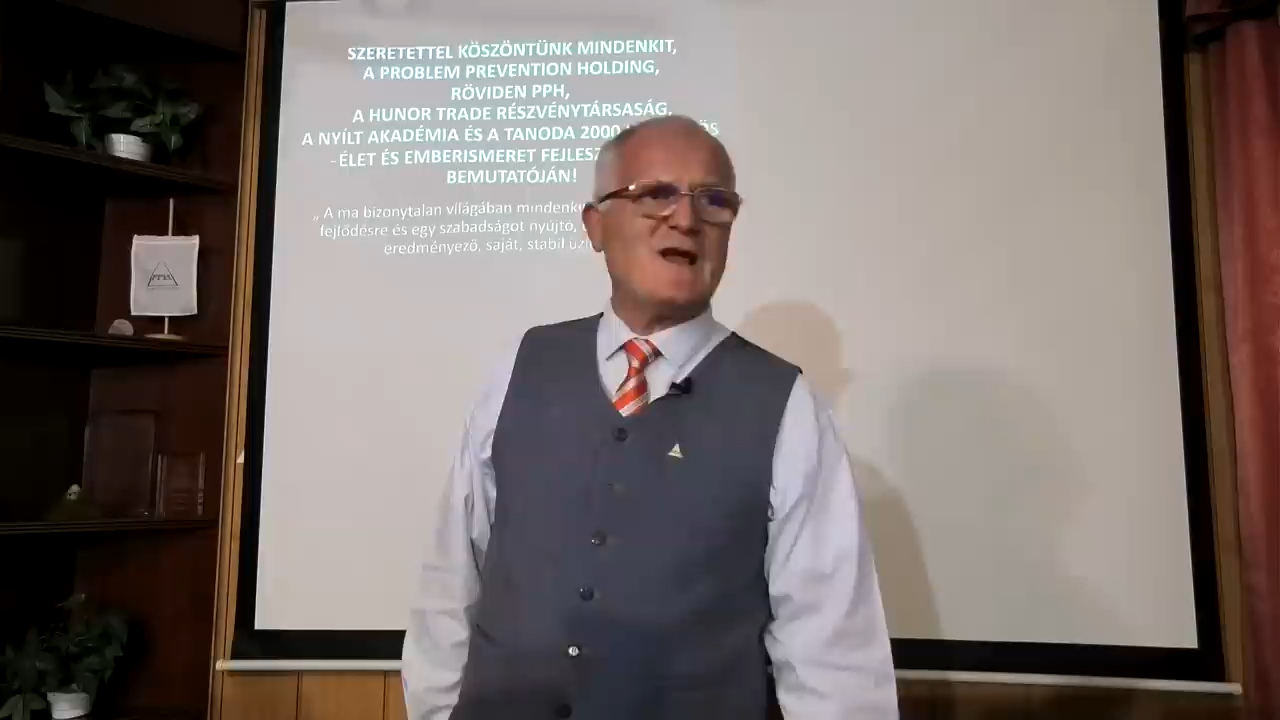 SZERETETTEL KÖSZÖNTÜNK MINDENKIT,
A PROBLEM PREVENTION HOLDING,
RÖVIDEN PPH,
A HUNOR TRADE RÉSZVÉNYTÁRSASÁG,
A NYÍLT AKADÉMIA ÉS A TANODA 2000
- ÉLET ÉS EMBERISMERET
BEMUTATÓJÁN!
„ A ma bizonytalan világában
fejlődésre és egy szabadságot nyújtó,
eredményező, saját, stabil